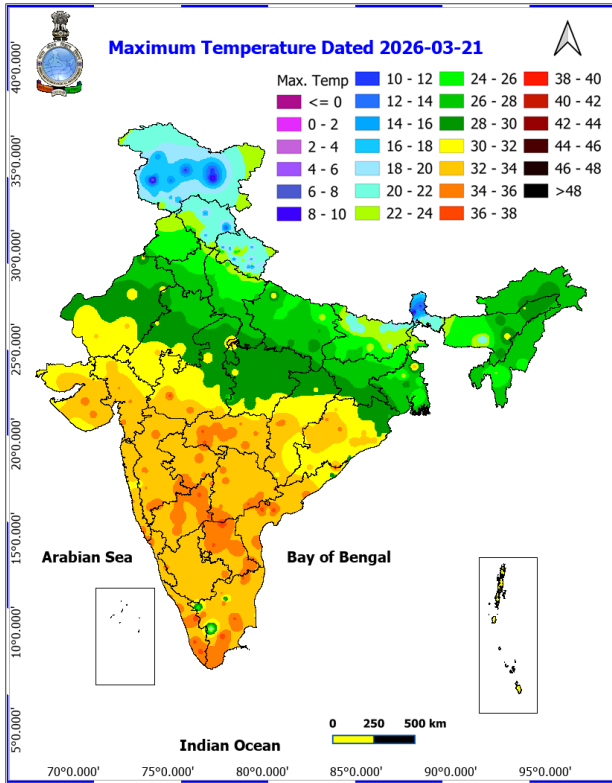 Maximum Temperature Dated 2026-03-21
Max. Temp
<= 0
0 - 2
2 - 4
4 - 6
6 - 8
8 - 10
10 - 12
12 - 14
14 - 16
16 - 18
18 - 20
20 - 22
22 - 24
24 - 26
26 - 28
28 - 30
30 - 32
32 - 34
34 - 36
36 - 38
38 - 40
40 - 42
42 - 44
44 - 46
46 - 48
>48
40°0.000'
35°0.000'
30°0.000'
25°0.000'
20°0.000'
15°0.000'
10°0.000'
5°0.000'
Arabian Sea
Bay of Bengal
Indian Ocean
0 250 500 km
70°0.000' 75°0.000' 80°0.000' 85°0.000' 90°0.000' 95°0.000'